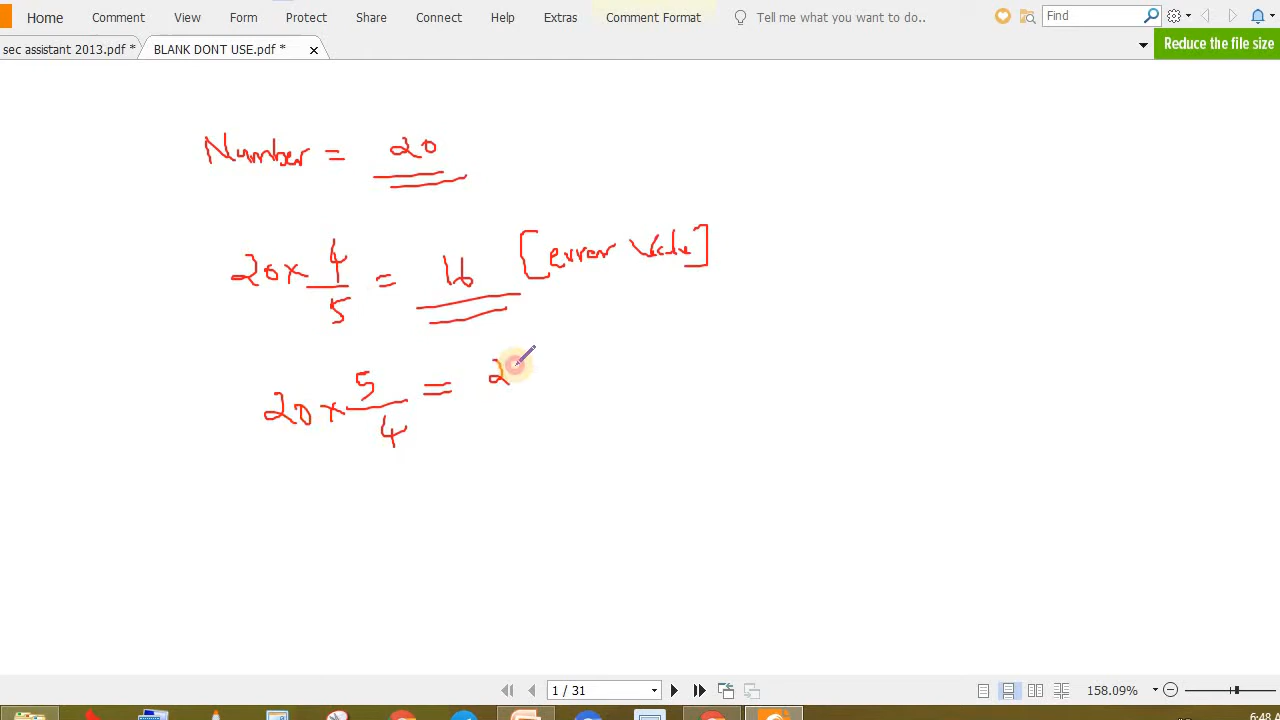 Home Comment View Form Protect Share Connect Help Extras Comment Format Tell me what you want to do.. Find
sec assistant 2013.pdf * BLANK DONT USE.pdf * Reduce the file size
Number = 20
20 × 4/5 = 16 [error Value]
20 × 5/4 = 2
1 / 31 158.09%
6:48